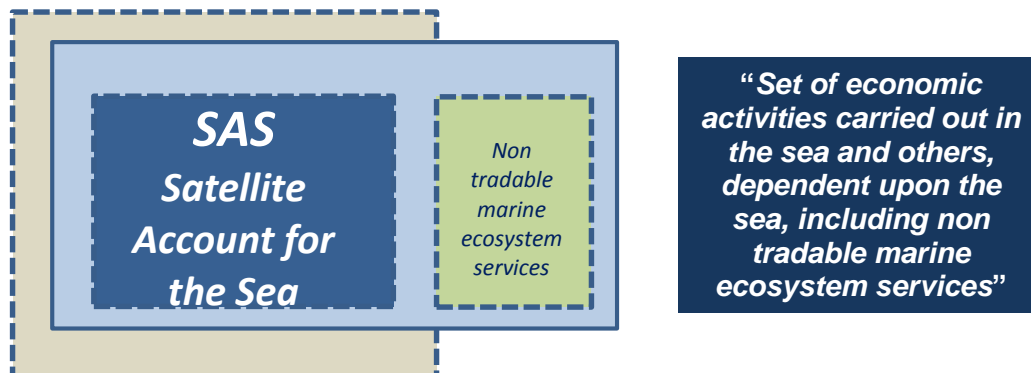 SAS
Satellite
Account for
the Sea
Non
tradable
marine
ecosystem
services
“Set of economic
activities carried out in
the sea and others,
dependent upon the
sea, including non
tradable marine
ecosystem services”